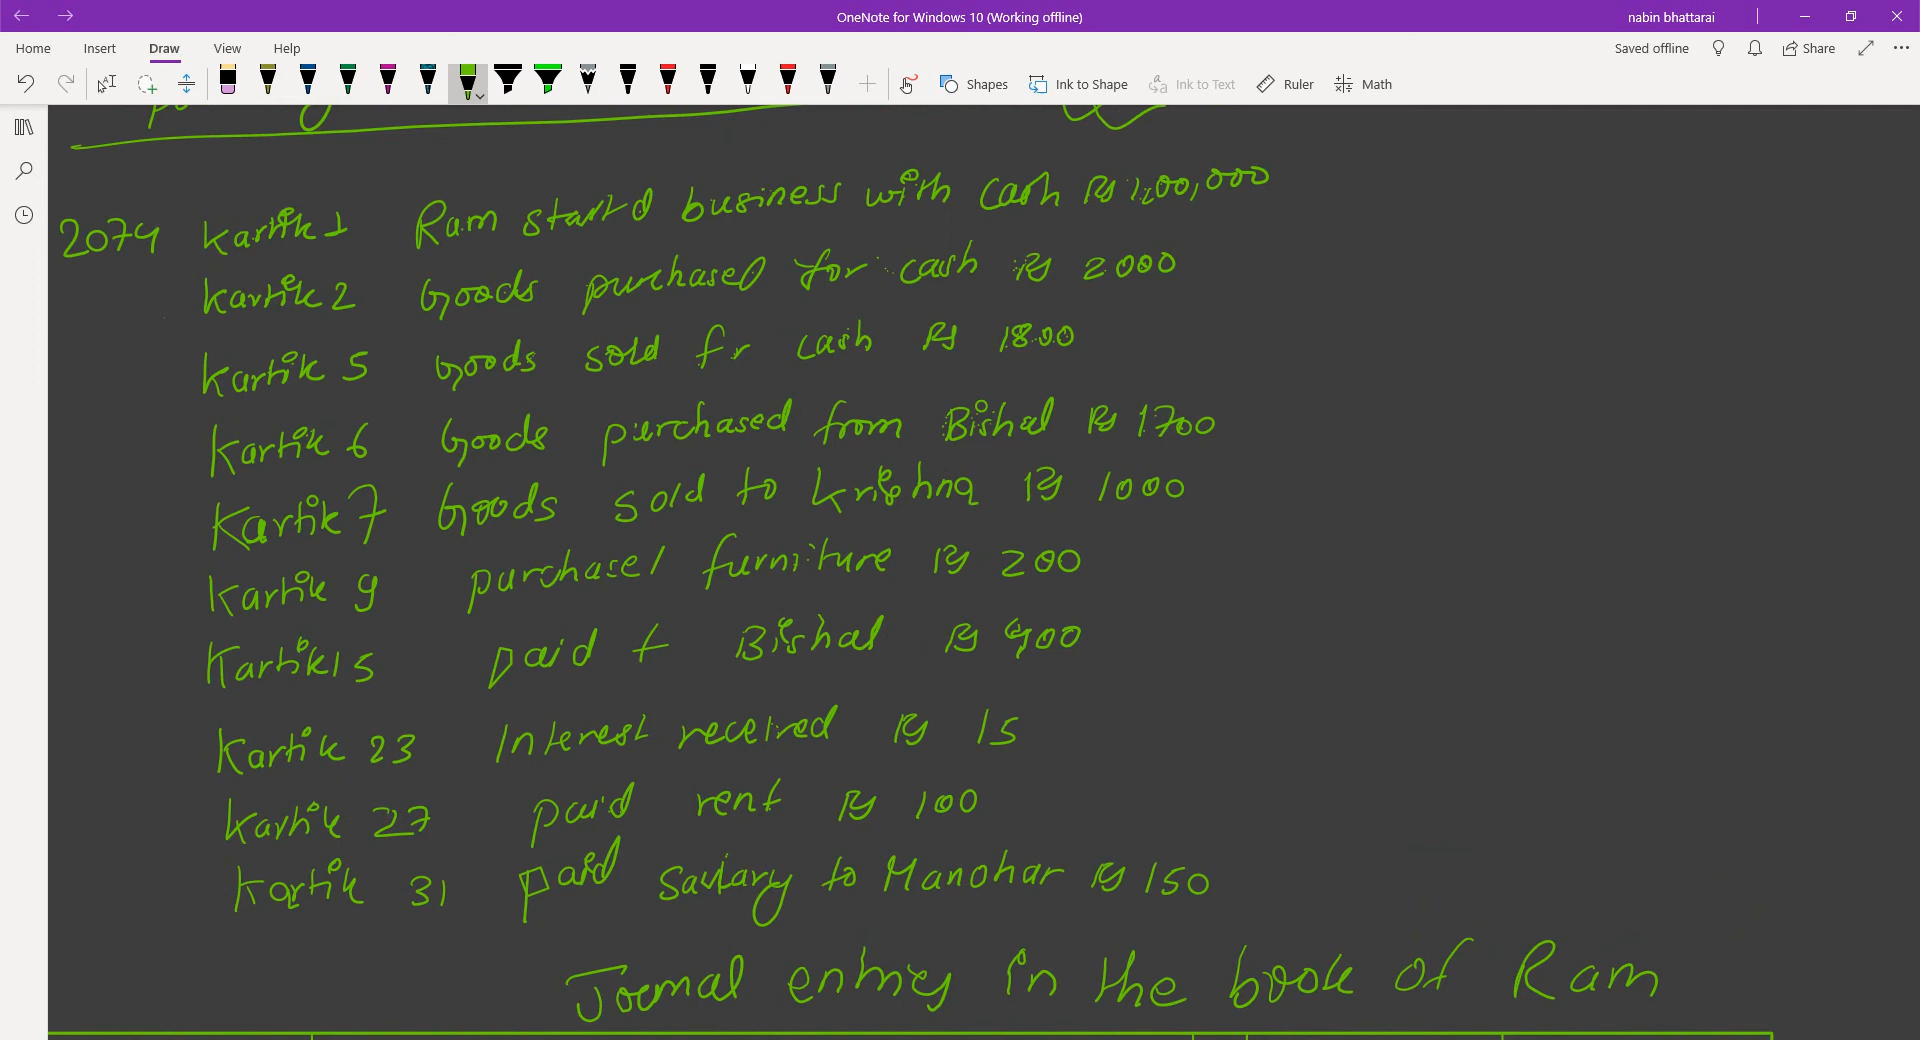 OneNote for Windows 10 (Working offline)
nabin bhattarai
Home Insert Draw View Help
Saved offline Share
Shapes Ink to Shape Ink to Text Ruler Math
2074 Kartik 1 Ram start'd business with cash Rs 1,00,000
Kartik 2 Goods purchased for cash Rs 2000
Kartik 5 Goods sold fr cash Rs 1800
Kartik 6 Goods purchased from Bishal Rs 1700
Kartik 7 Goods sold to Krishna Rs 1000
Kartik 9 purchased furniture Rs 200
Kartik 15 paid t Bishal Rs 900
Kartik 23 Interest received Rs 15
Kartik 27 paid rent Rs 100
Kartik 31 paid Sawlary to Manohar Rs 150
Journal entries in the book of Ram